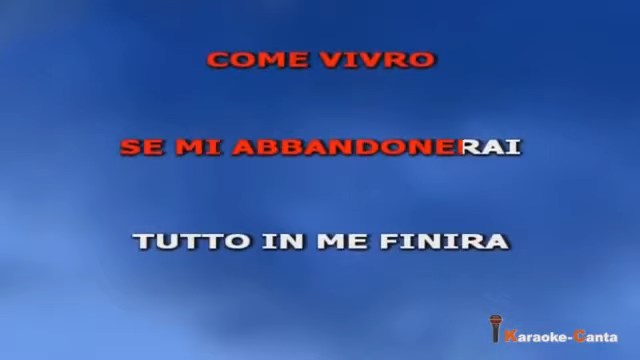 COME VIVRO
SE MI ABBANDONERAI
TUTTO IN ME FINIRA
Karaoke-Canta